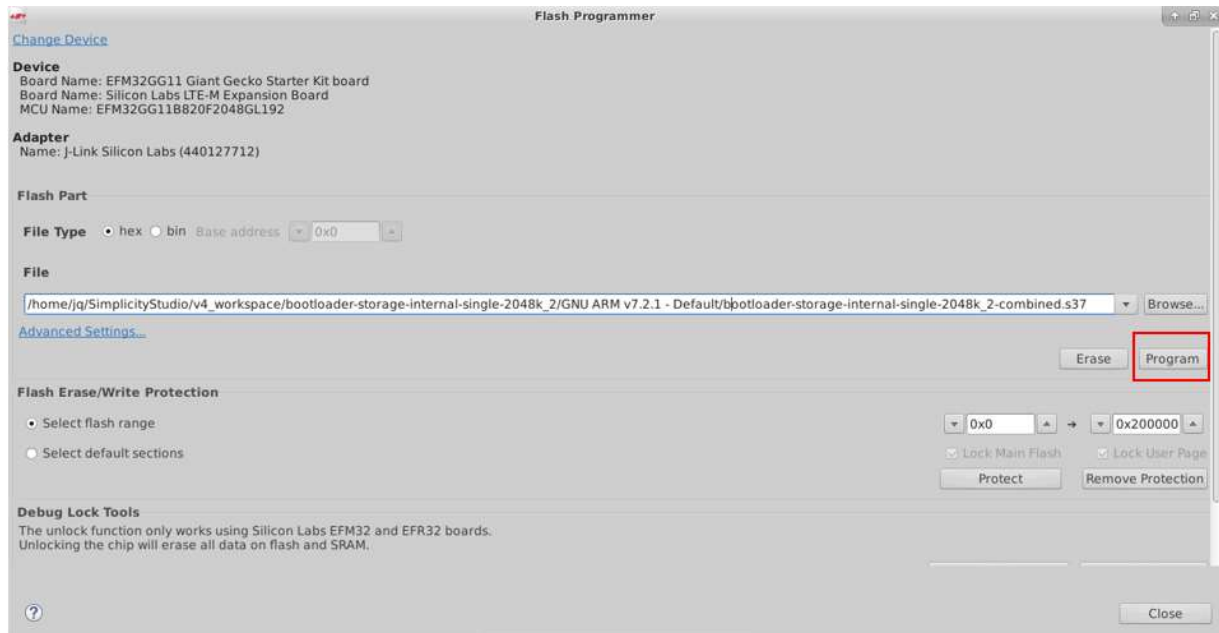 Flash Programmer
Change Device
Device
Board Name: EFM32GG11 Giant Gecko Starter Kit board
Board Name: Silicon Labs LTE-M Expansion Board
MCU Name: EFM32GG11B820F2048GL192
Adapter
Name: J-Link Silicon Labs (440127712)
Flash Part
File Type hex bin Base address 0x0
File
/home/jq/SimplicityStudio/v4_workspace/bootloader-storage-internal-single-2048k_2/GNU ARM v7.2.1 - Default/bootloader-storage-internal-single-2048k_2-combined.s37 Browse...
Advanced Settings...
Erase Program
Flash Erase/Write Protection
Select flash range 0x0 → 0x200000
Select default sections Lock Main Flash Lock User Page
Protect Remove Protection
Debug Lock Tools
The unlock function only works using Silicon Labs EFM32 and EFR32 boards.
Unlocking the chip will erase all data on flash and SRAM.
? Close